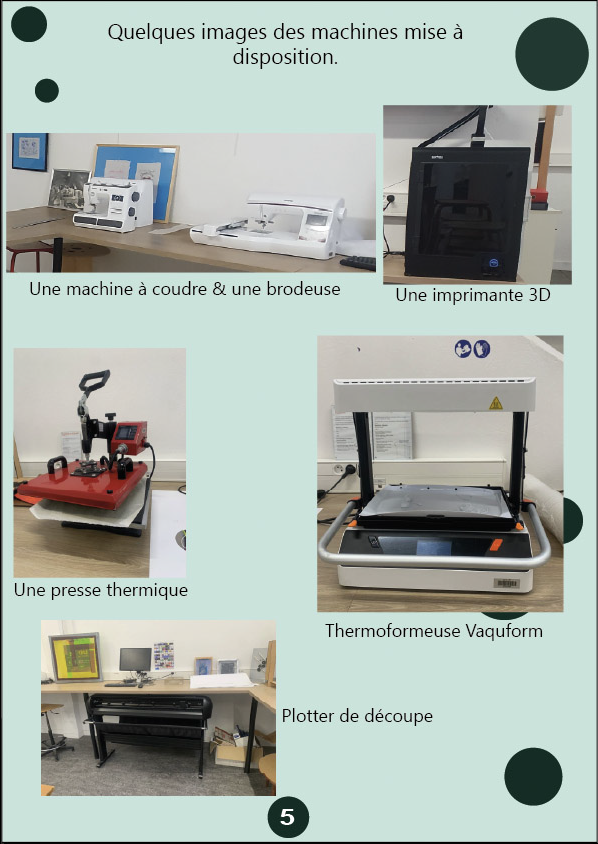 Quelques images des machines mise à
disposition.
Une machine à coudre & une brodeuse
Une imprimante 3D
Une presse thermique
Thermoformeuse Vaquform
Plotter de découpe
5